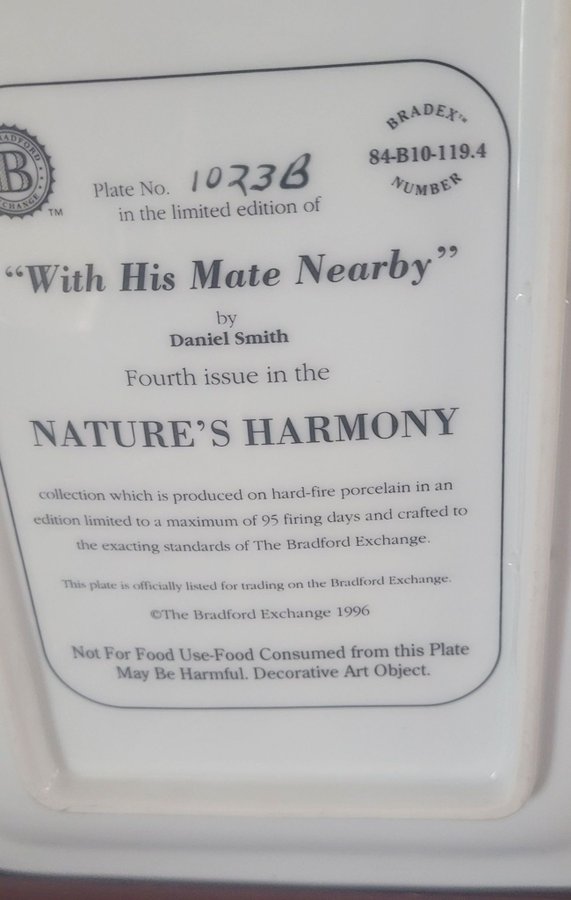 BRADFORD
B
EXCHANGE
TM
BRADEX™
84-B10-119.4
NUMBER
Plate No. 1023B
in the limited edition of
“With His Mate Nearby”
by
Daniel Smith
Fourth issue in the
NATURE’S HARMONY
collection which is produced on hard-fire porcelain in an
edition limited to a maximum of 95 firing days and crafted to
the exacting standards of The Bradford Exchange.
This plate is officially listed for trading on the Bradford Exchange.
©The Bradford Exchange 1996
Not For Food Use-Food Consumed from this Plate
May Be Harmful. Decorative Art Object.